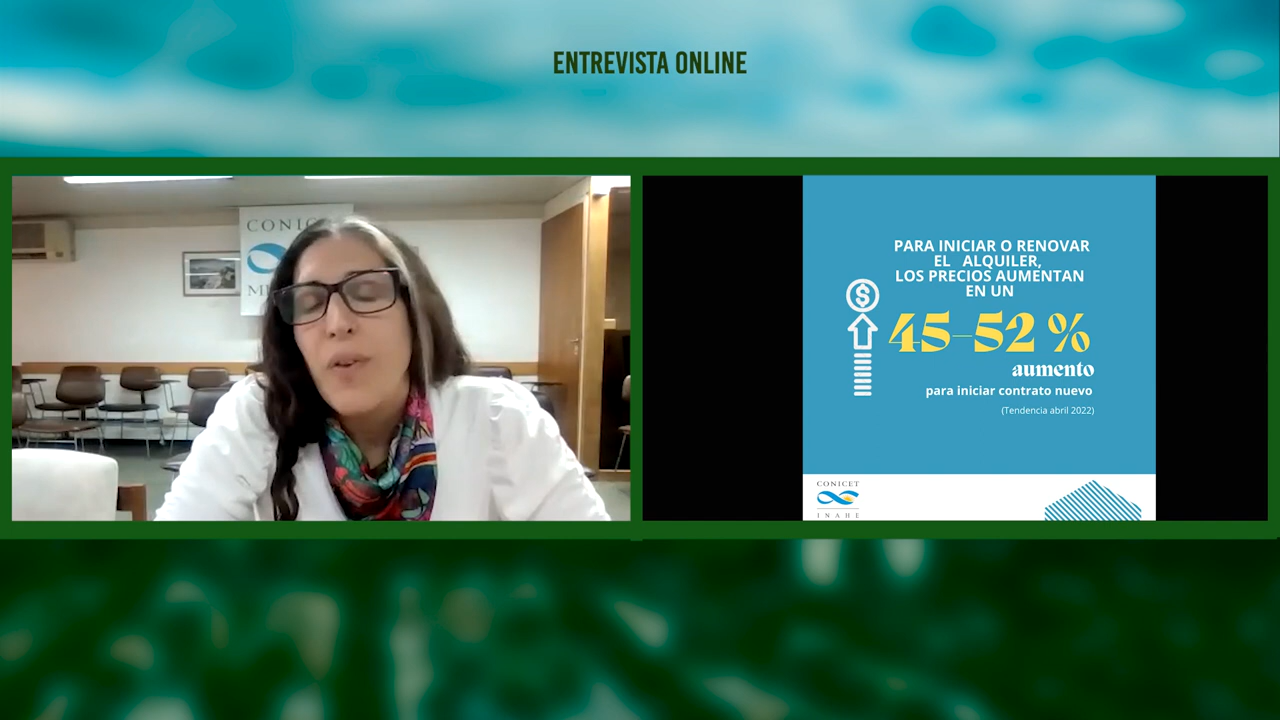 ENTREVISTA ONLINE
CONIC
PARA INICIAR O RENOVAR
EL ALQUILER,
LOS PRECIOS AUMENTAN
EN UN
$
45-52 %
aumento
para iniciar contrato nuevo
(Tendencia abril 2022)
CONICET
INAHE